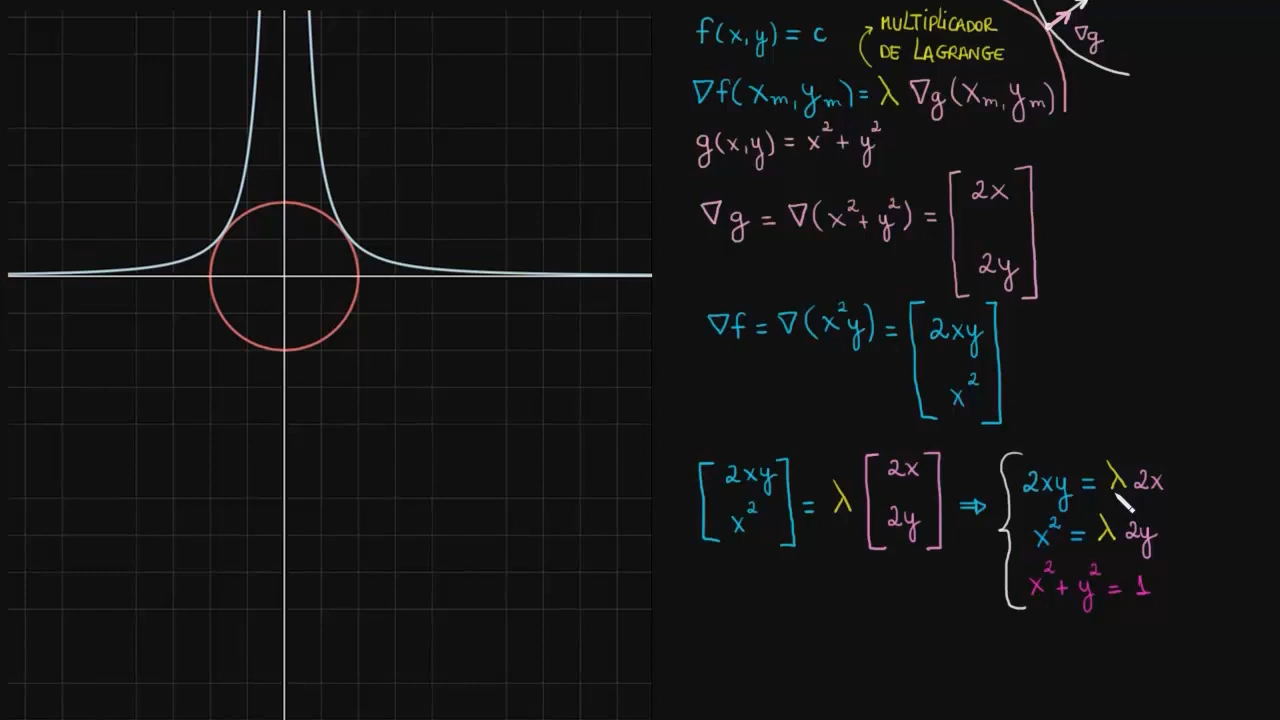 f(x,y) = c
MULTIPLICADOR
DE LAGRANGE
∇g
∇f(xₘ,yₘ) = λ ∇g(xₘ,yₘ)
g(x,y) = x² + y²
∇g = ∇(x² + y²) = [2x
2y]
∇f = ∇(x²y) = [2xy
x²]
[2xy
x²] = λ [2x
2y] ⇒ {
2xy = λ 2x
x² = λ 2y
x² + y² = 1